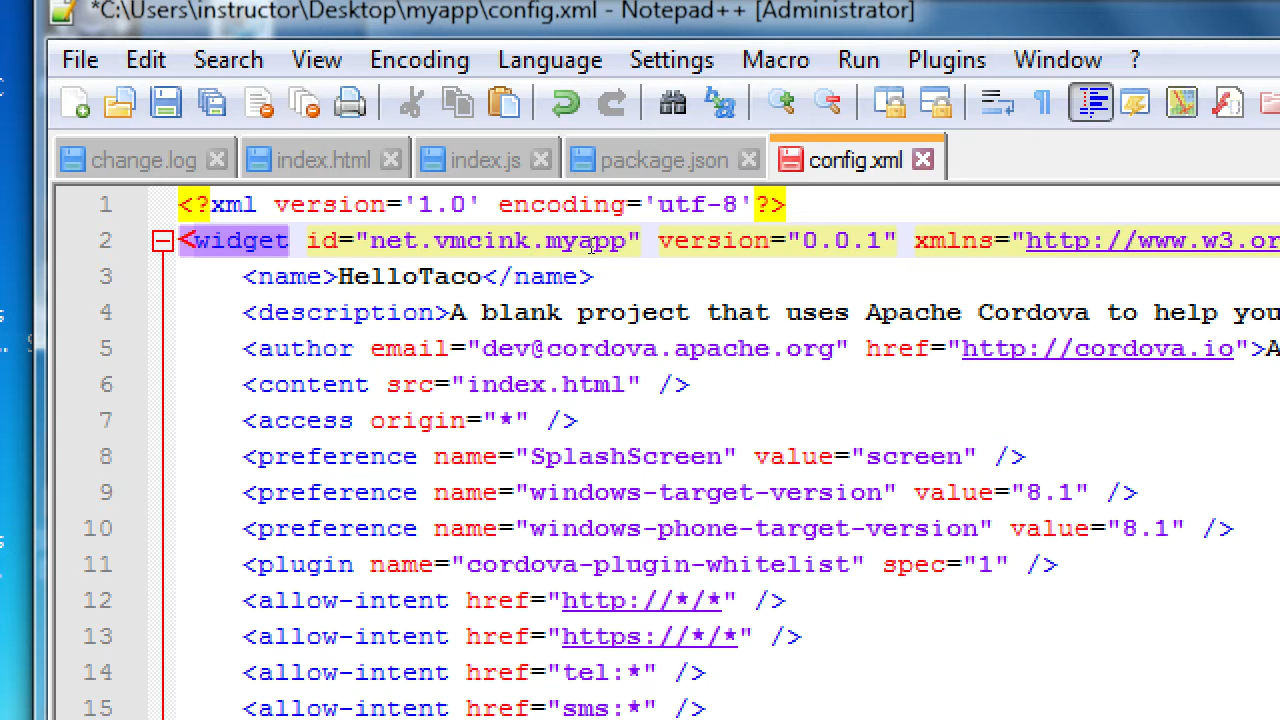 *C:\Users\instructor\Desktop\myapp\config.xml - Notepad++ [Administrator]
File Edit Search View Encoding Language Settings Macro Run Plugins Window ?
change.log index.html index.js package.json config.xml
1 <?xml version='1.0' encoding='utf-8'?>
2 <widget id="net.vmcink.myapp" version="0.0.1" xmlns="http://www.w3.or
3 <name>HelloTaco</name>
4 <description>A blank project that uses Apache Cordova to help you
5 <author email="dev@cordova.apache.org" href="http://cordova.io">A
6 <content src="index.html" />
7 <access origin="*" />
8 <preference name="SplashScreen" value="screen" />
9 <preference name="windows-target-version" value="8.1" />
10 <preference name="windows-phone-target-version" value="8.1" />
11 <plugin name="cordova-plugin-whitelist" spec="1" />
12 <allow-intent href="http://*/*" />
13 <allow-intent href="https://*/*" />
14 <allow-intent href="tel:*" />
15 <allow-intent href="sms:*" />